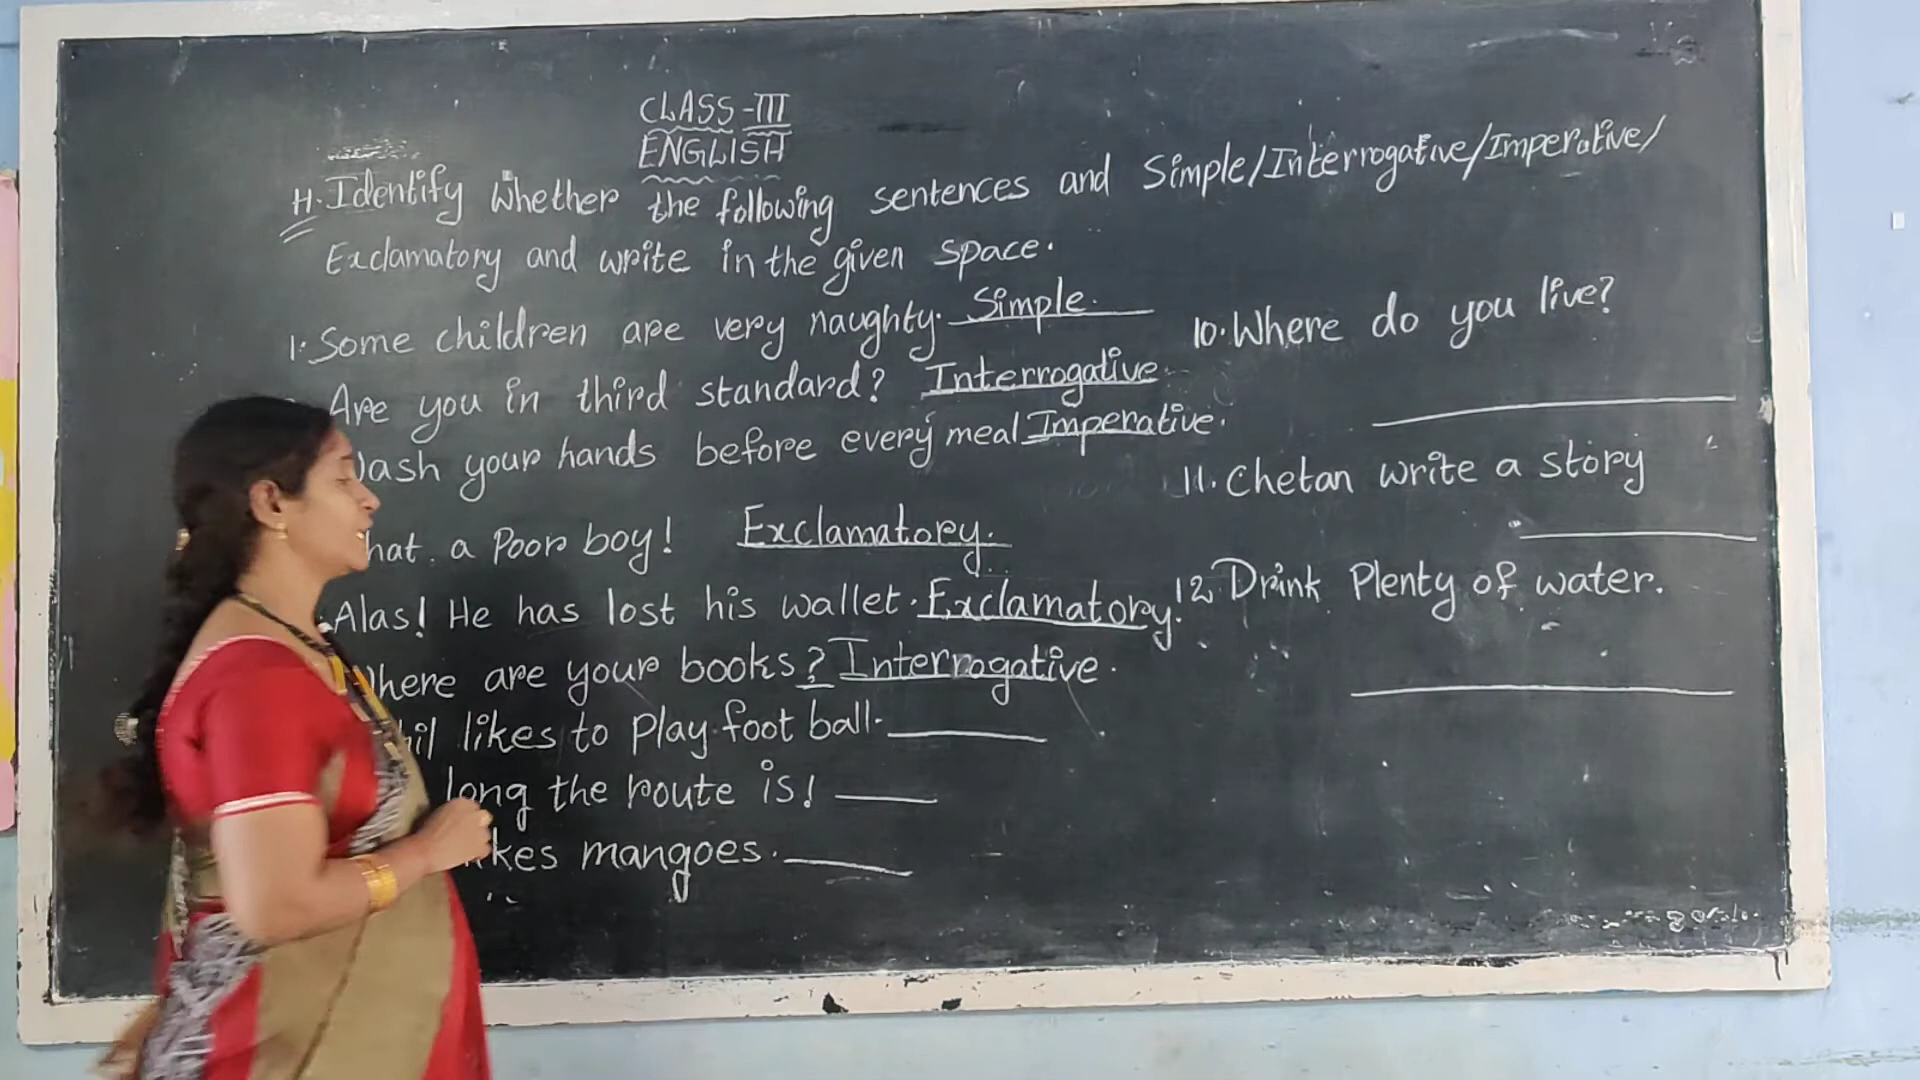 CLASS-III
ENGLISH
H. Identify Whether the following sentences and Simple/Interrogative/Imperative/
Exclamatory and write in the given space.
1. Some children are very naughty. Simple.
Are you in third standard? Interrogative
your hands before every meal Imperative.
a Poor boy! Exclamatory.
Alas! He has lost his wallet. Exclamatory!
are your books? Interrogative.
likes to Play foot ball.
long the route is!
mangoes.
10. Where do you live?
11. Chetan write a story
12 Drink Plenty of water.